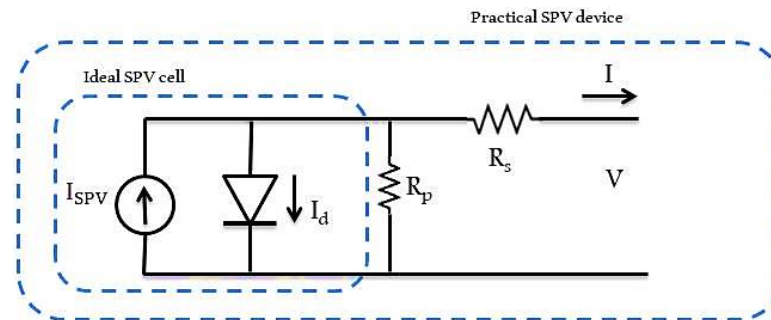 Practical SPV device
Ideal SPV cell
I
R_s
I_SPV
I_d
R_p
V